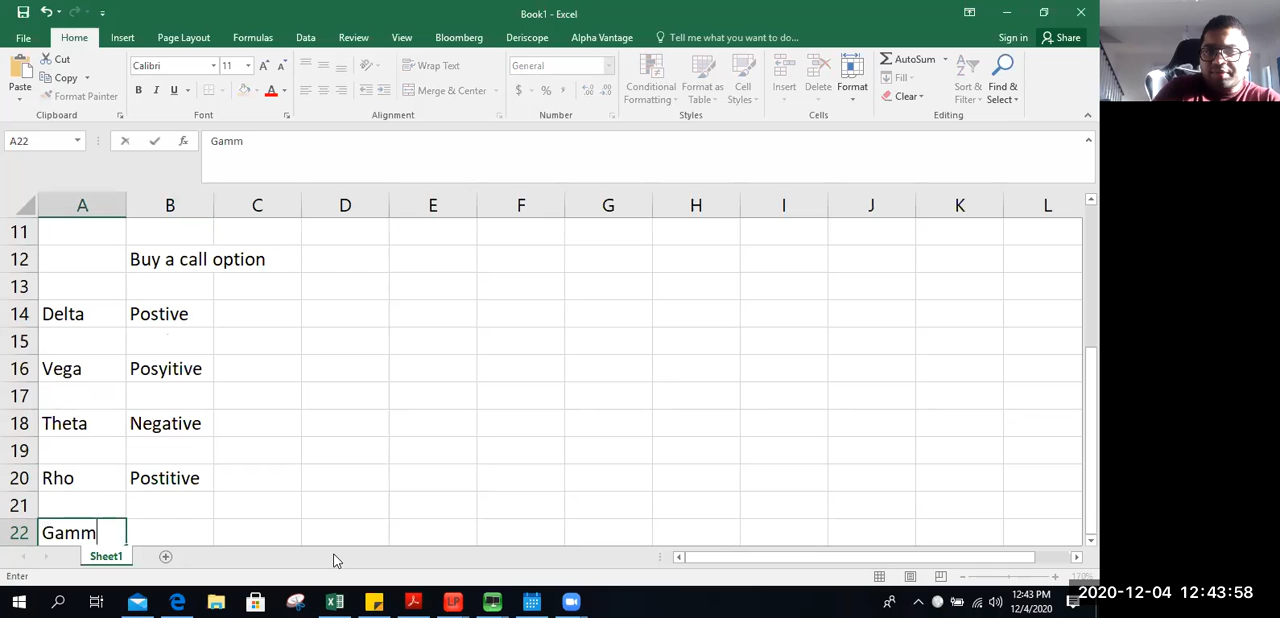 Book1 - Excel
File Home Insert Page Layout Formulas Data Review View Bloomberg Deriscope Alpha Vantage Tell me what you want to do... Sign in Share
Paste Cut Copy Format Painter Clipboard
Calibri 11 A A B I U A Font
Wrap Text Merge & Center Alignment
General $ % , Number
Conditional Formatting Format as Table Cell Styles Styles
Insert Delete Format Cells
AutoSum Fill Clear Sort & Filter Find & Select Editing
A22 fx Gamm
A B C D E F G H I J K L
11
12 Buy a call option
13
14 Delta Postive
15
16 Vega Posyitive
17
18 Theta Negative
19
20 Rho Postitive
21
22 Gamm
Sheet1
Enter 170%
LP 12:43 PM
12/4/2020
2020-12-04 12:43:58